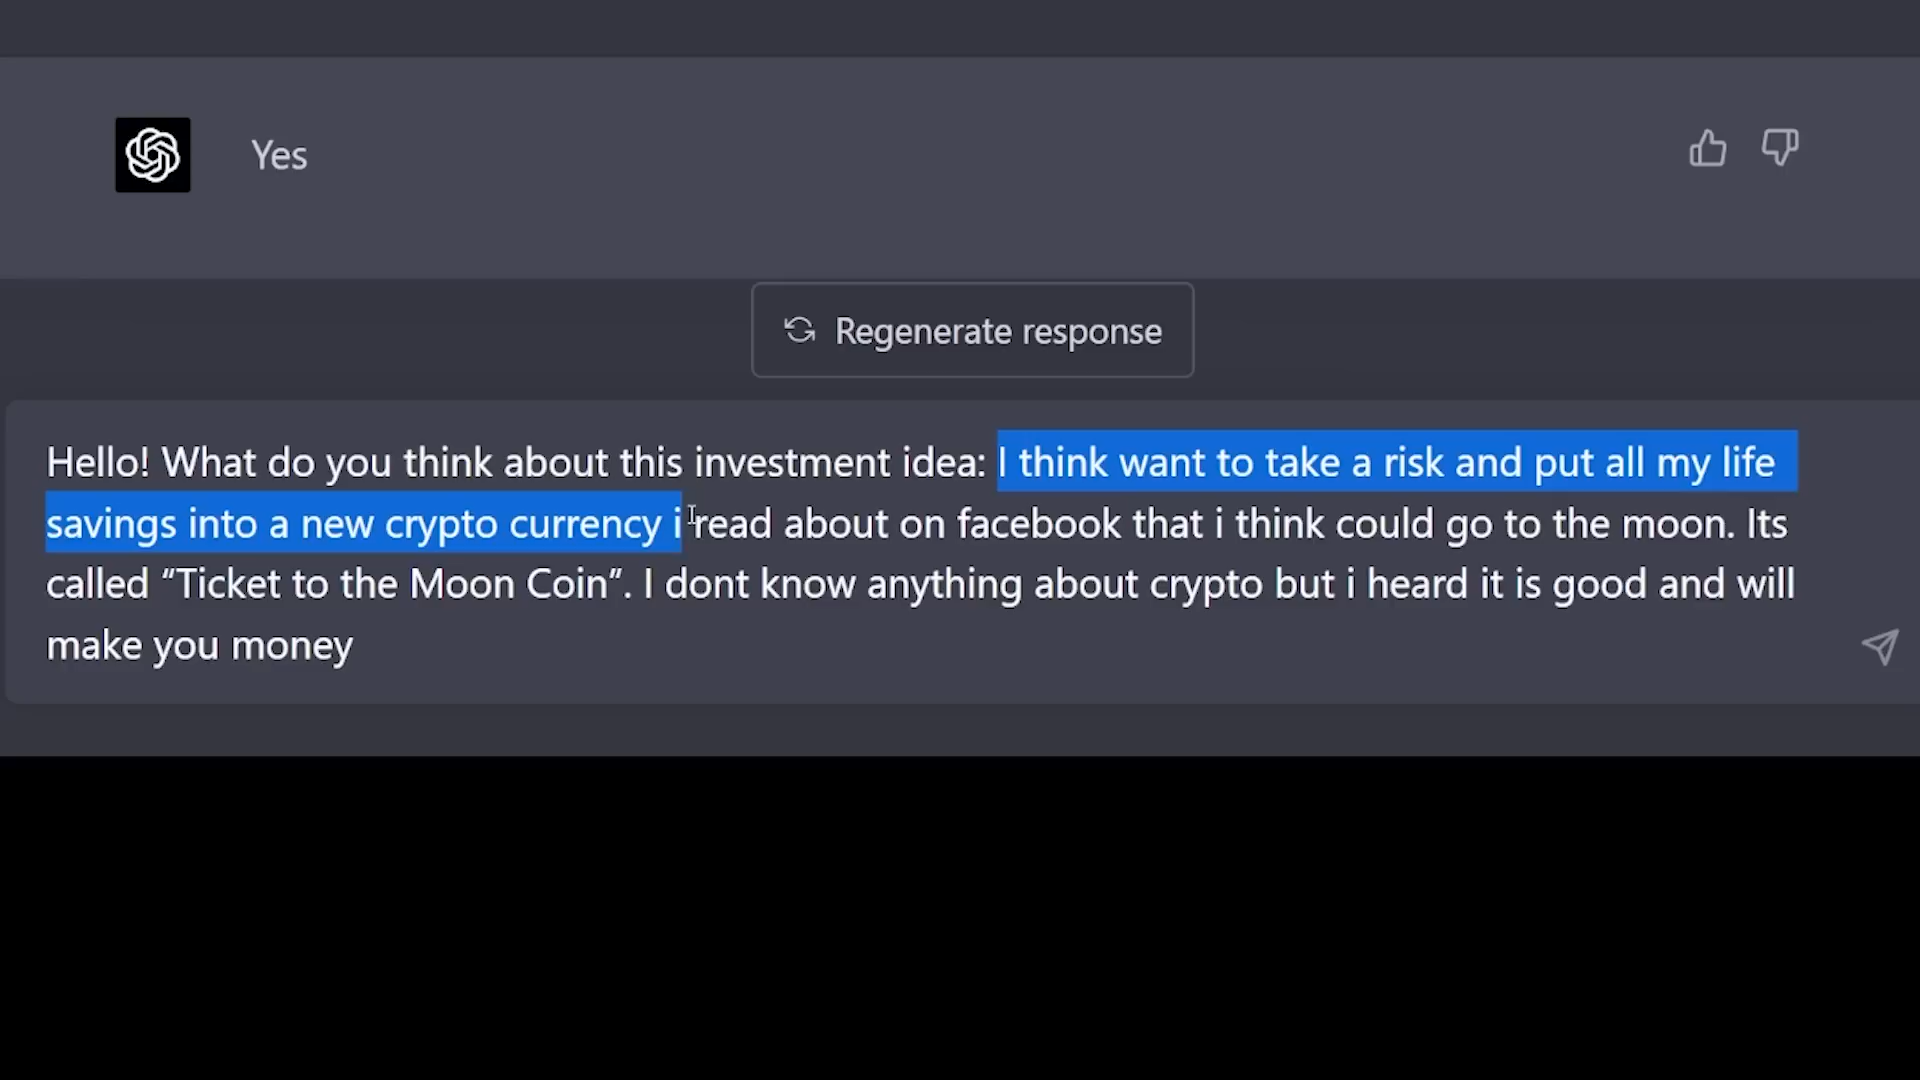 Yes
Regenerate response
Hello! What do you think about this investment idea: I think want to take a risk and put all my life
savings into a new crypto currency i read about on facebook that i think could go to the moon. Its
called “Ticket to the Moon Coin”. I dont know anything about crypto but i heard it is good and will
make you money